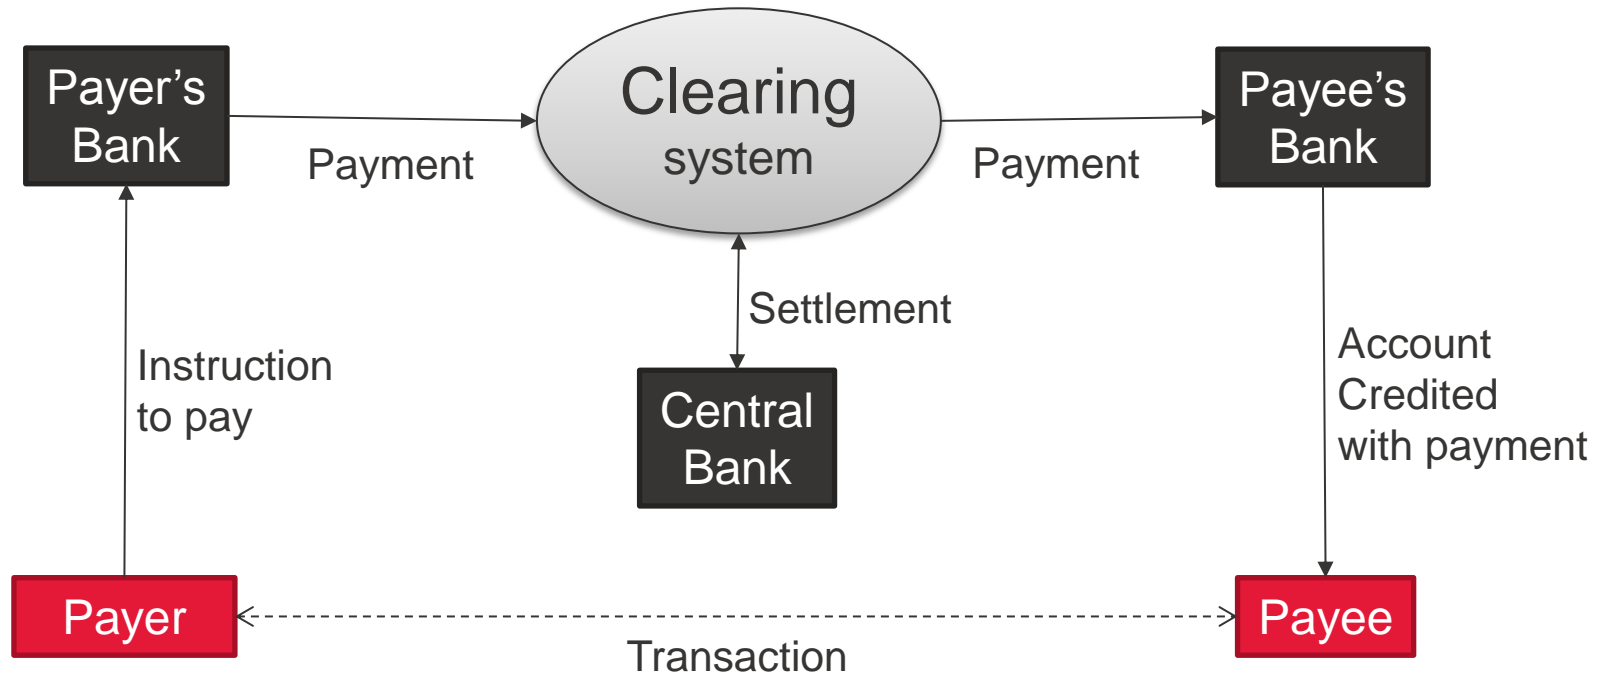 Payer’s
Bank
Payment
Clearing
system
Payment
Payee’s
Bank
Settlement
Instruction
to pay
Central
Bank
Account
Credited
with payment
Payer
Transaction
Payee